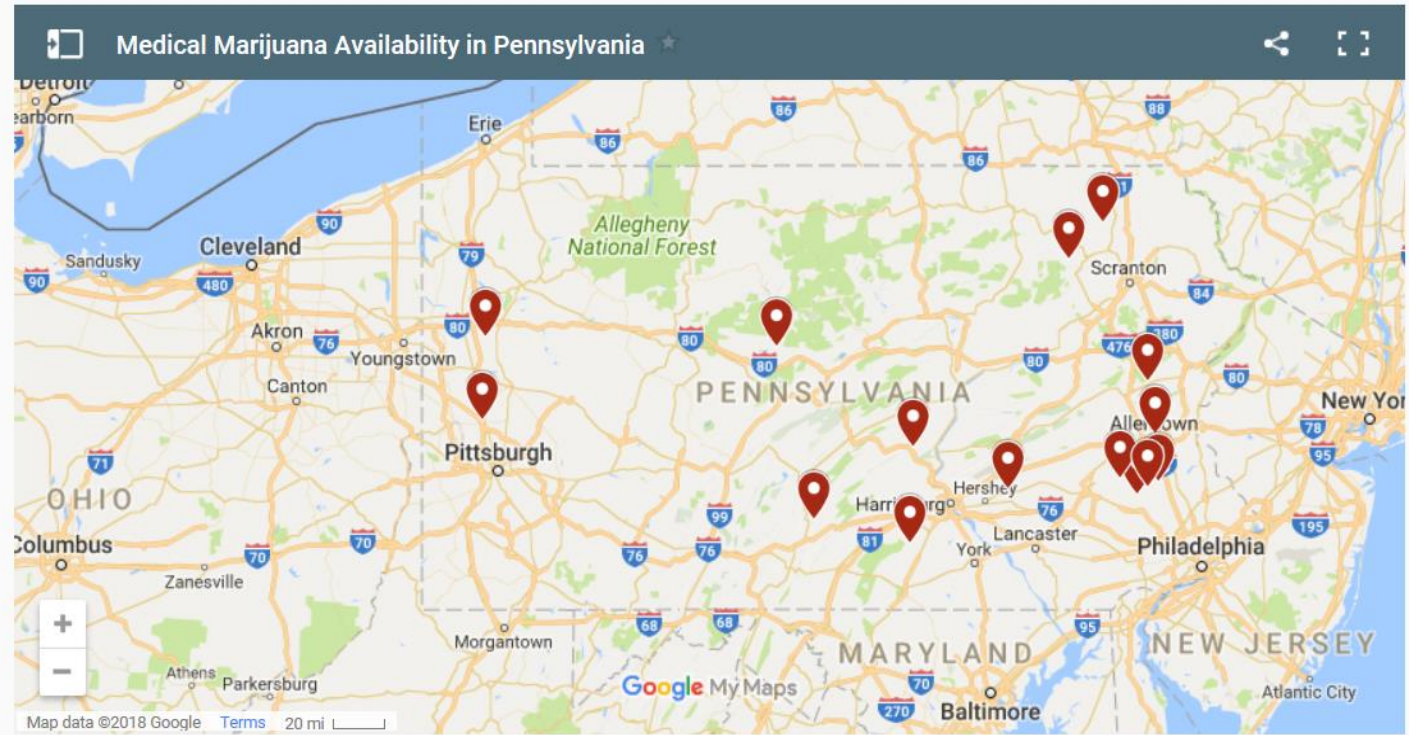 Medical Marijuana Availability in Pennsylvania
Detroit
earborn
Erie
86
88
86
86
90
Allegheny
National Forest
Cleveland
Sandusky
90
480
79
Scranton
84
Akron
76
80
80
476
380
Youngstown
80
80
80
Canton
PENNSYLVANIA
New Yor
Pittsburgh
78
71
95
OHIO
Hershey
Harri
urg
99
76
195
Columbus
70
70
76
76
81
York
Lancaster
Philadelphia
Zanesville
68
68
95
Morgantown
MARYLAND
NEW JERSEY
Athens
Parkersburg
Google My Maps
70
270
Baltimore
Atlantic City
Map data ©2018 Google Terms 20 mi